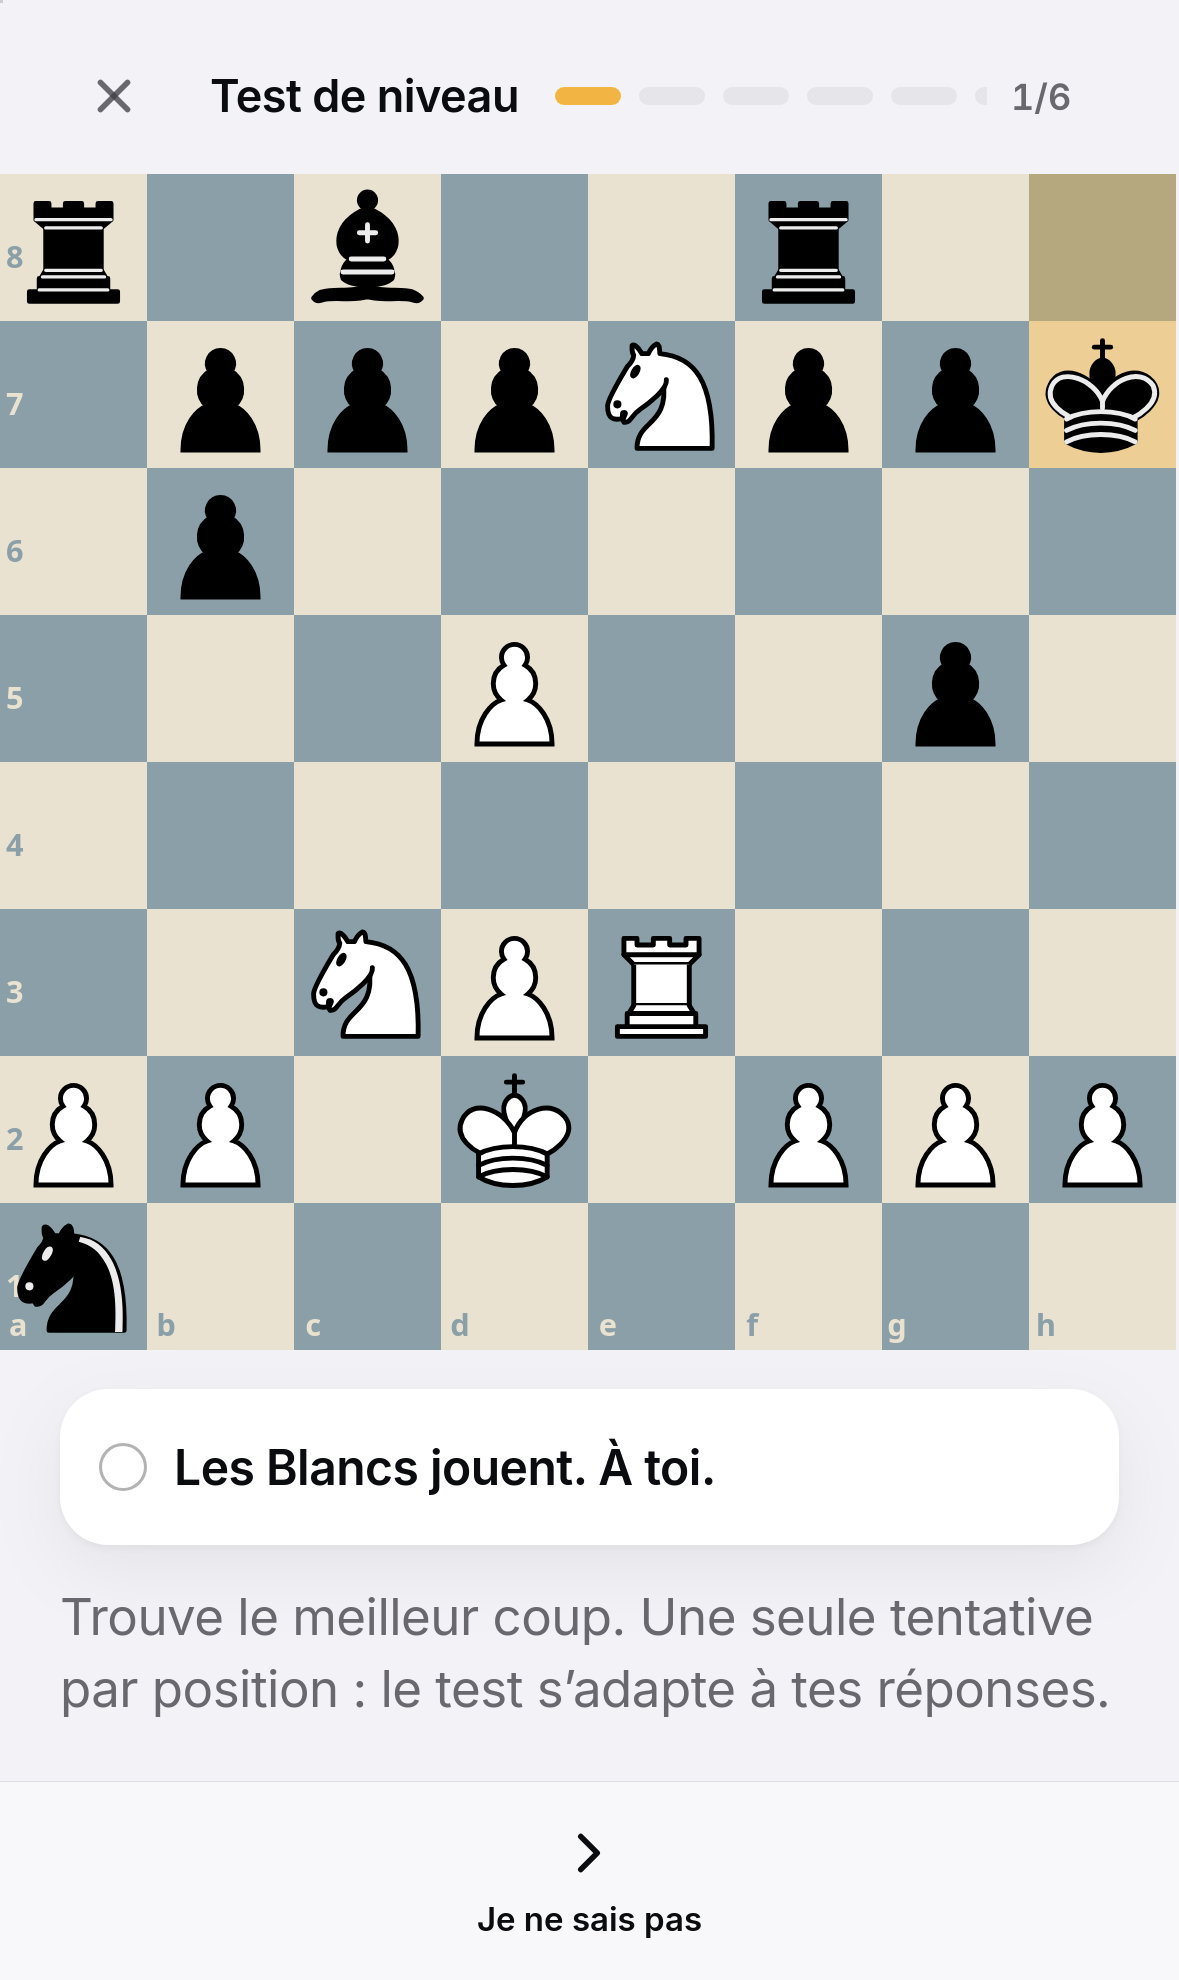 Test de niveau 1/6
8
7
6
5
4
3
2
1
a b c d e f g h
Les Blancs jouent. À toi.
Trouve le meilleur coup. Une seule tentative
par position : le test s’adapte à tes réponses.
Je ne sais pas